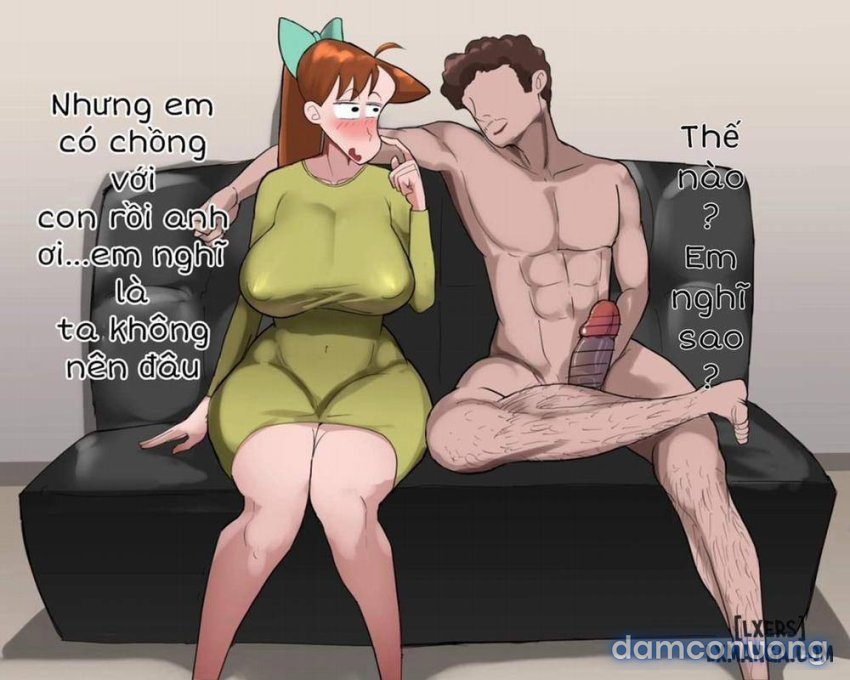 Nhưng em
có chồng
với
con rồi anh
ơi...em nghĩ
là
ta không
nên đâu
Thế
nào
?
Em
nghĩ
sao
?
[LXERS]
damconuong